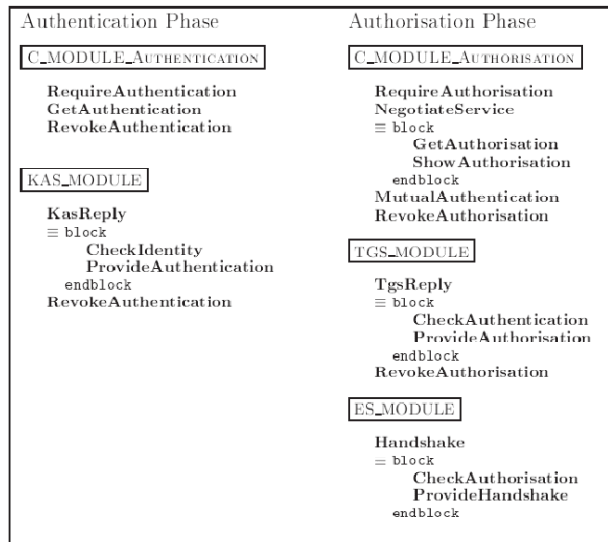 Authentication Phase
C_MODULE_AUTHENTICATION
RequireAuthentication
GetAuthentication
RevokeAuthentication
KAS_MODULE
KasReply
≡ block
CheckIdentity
ProvideAuthentication
endblock
RevokeAuthentication
Authorisation Phase
C_MODULE_AUTHORISATION
RequireAuthorisation
NegotiateService
≡ block
GetAuthorisation
ShowAuthorisation
endblock
MutualAuthentication
RevokeAuthorisation
TGS_MODULE
TgsReply
≡ block
CheckAuthentication
ProvideAuthorisation
endblock
RevokeAuthorisation
ES_MODULE
Handshake
≡ block
CheckAuthorisation
ProvideHandshake
endblock